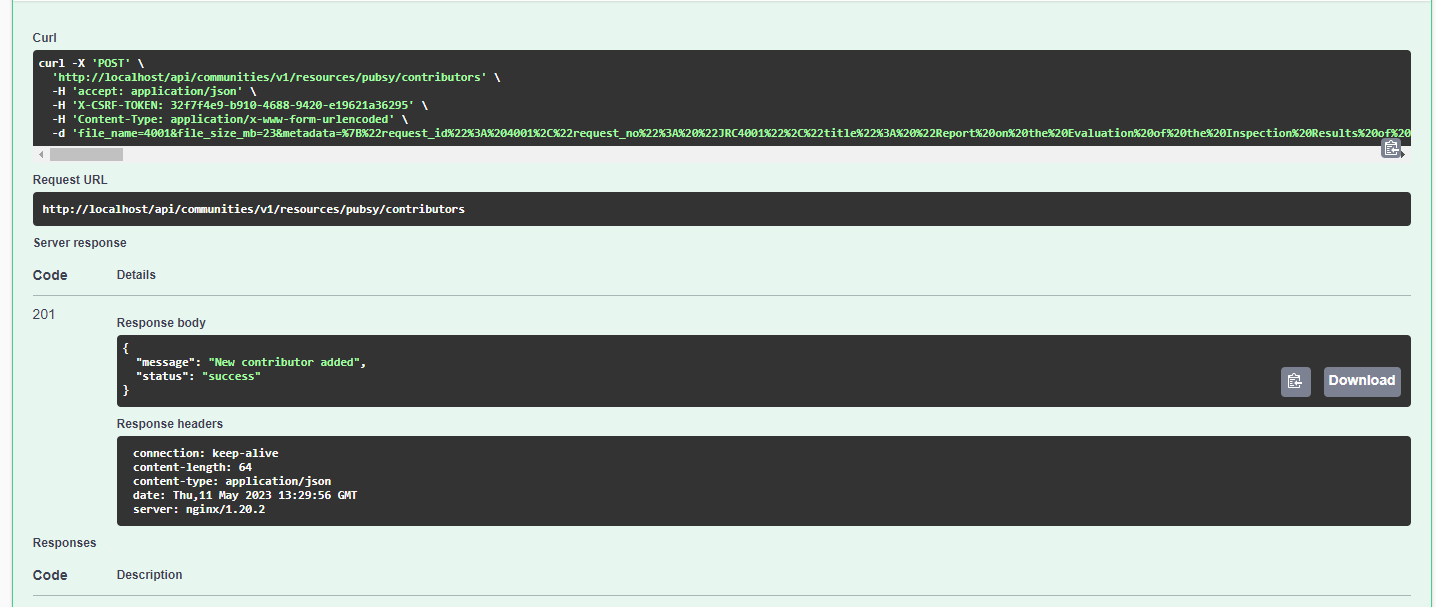 Curl
curl -X 'POST' \
'http://localhost/api/communities/v1/resources/pubsy/contributors' \
-H 'accept: application/json' \
-H 'X-CSRF-TOKEN: 32f7f4e9-b910-4688-9420-e19621a36295' \
-H 'Content-Type: application/x-www-form-urlencoded' \
-d 'file_name=4001&file_size_mb=23&metadata=%7B%22request_id%22%3A%204001%2C%22request_no%22%3A%20%22JRC4001%22%2C%22title%22%3A%20%22Report%20on%20the%20Evaluation%20of%20the%20Inspection%20Results%20of%20
Request URL
http://localhost/api/communities/v1/resources/pubsy/contributors
Server response
Code Details
201
Response body
{
"message": "New contributor added",
"status": "success"
}
Download
Response headers
connection: keep-alive
content-length: 64
content-type: application/json
date: Thu,11 May 2023 13:29:56 GMT
server: nginx/1.20.2
Responses
Code Description